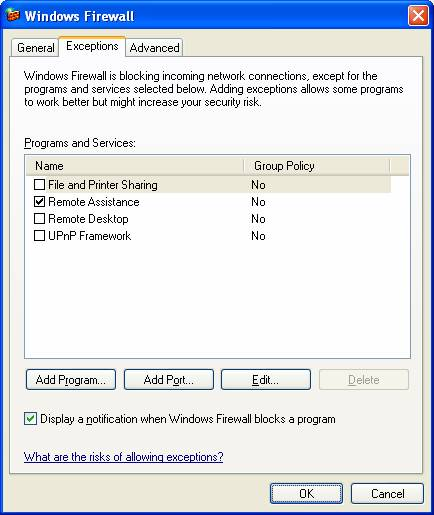 Windows Firewall
General Exceptions Advanced
Windows Firewall is blocking incoming network connections, except for the
programs and services selected below. Adding exceptions allows some programs
to work better but might increase your security risk.
Programs and Services:
Name Group Policy
File and Printer Sharing No
Remote Assistance No
Remote Desktop No
UPnP Framework No
Add Program... Add Port... Edit... Delete
Display a notification when Windows Firewall blocks a program
What are the risks of allowing exceptions?
OK Cancel